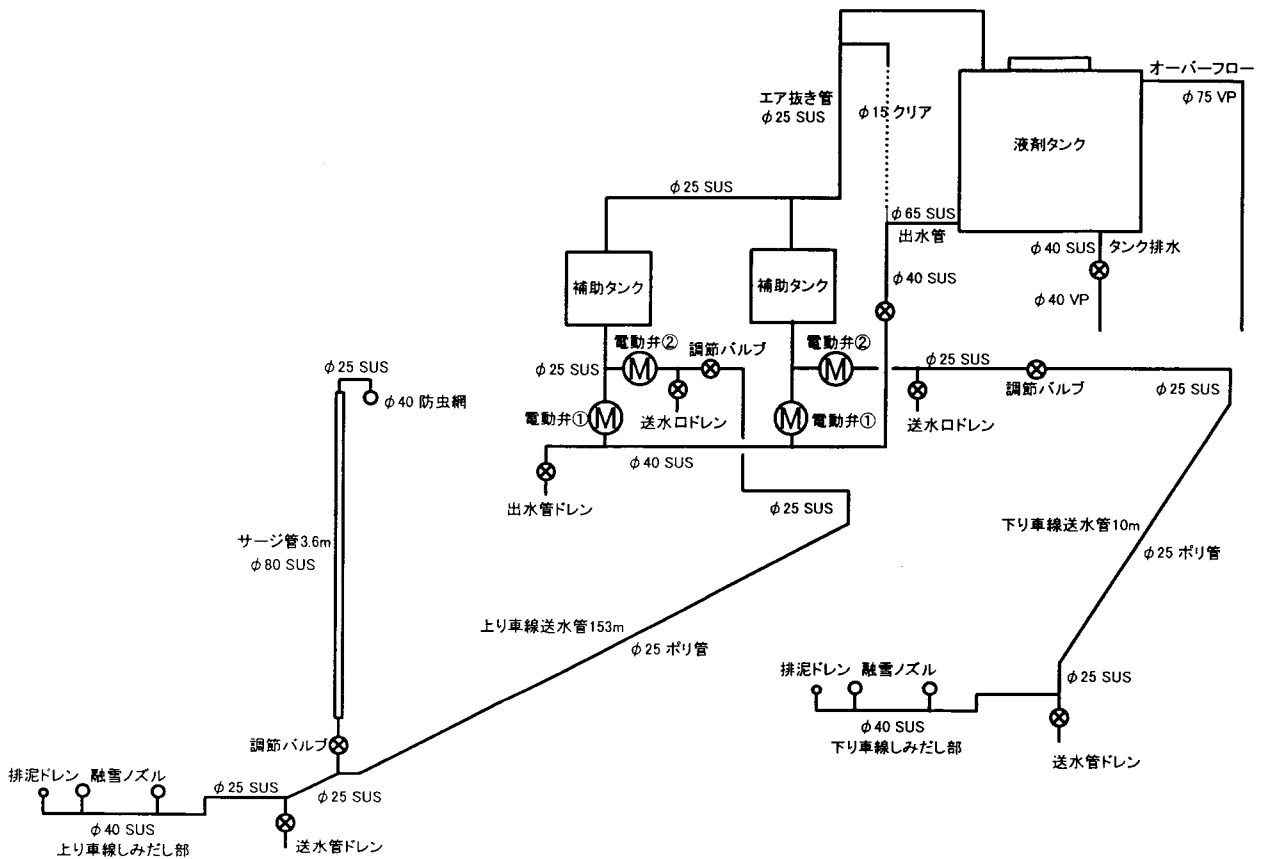 オーバーフロー
φ75 VP
エア抜き管
φ25 SUS
φ15 クリア
液剤タンク
φ25 SUS
φ65 SUS
出水管
φ40 SUS
タンク排水
φ40 VP
φ40 SUS
補助タンク
補助タンク
電動弁②
調節バルブ
電動弁②
φ25 SUS
φ25 SUS
調節バルブ
φ25 SUS
φ25 SUS
φ40 防虫網
電動弁①
送水口ドレン
電動弁①
送水口ドレン
φ40 SUS
出水管ドレン
φ25 SUS
サージ管3.6m
φ80 SUS
下り車線送水管10m
φ25 ポリ管
上り車線送水管153m
φ25 ポリ管
排泥ドレン 融雪ノズル
φ25 SUS
φ40 SUS
下り車線しみだし部
送水管ドレン
調節バルブ
排泥ドレン 融雪ノズル
φ25 SUS
φ25 SUS
φ40 SUS
上り車線しみだし部
送水管ドレン
M
M
M
M